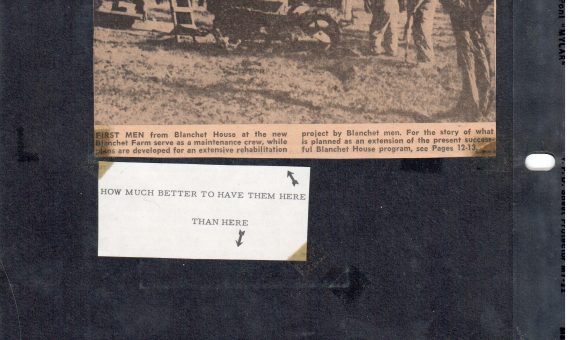 FIRST MEN from Blanchet House at the new
Blanchet Farm serve as a maintenance crew, while
plans are developed for an extensive rehabilitation
project by Blanchet men. For the story of what
is planned as an extension of the present success-
ful Blanchet House program, see Pages 12-13.
HOW MUCH BETTER TO HAVE THEM HERE
THAN HERE